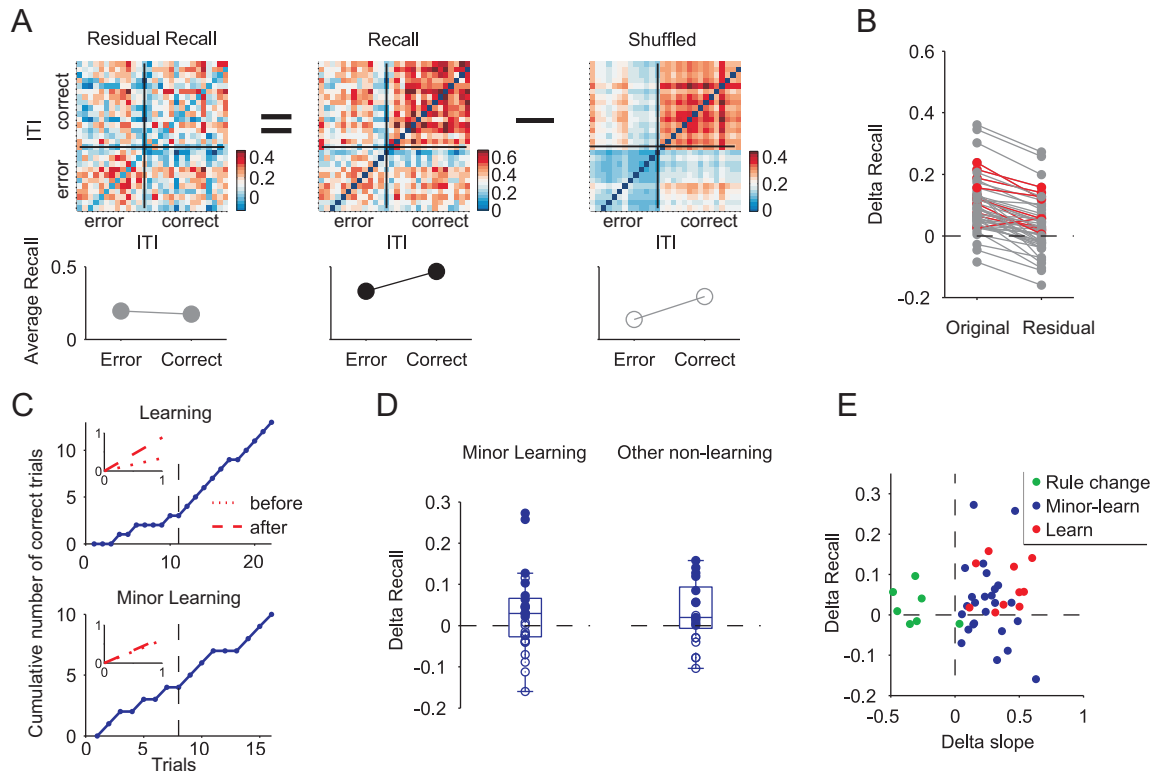 A
Residual Recall
Recall
Shuffled
ITI
correct
error
=
−
0.4
0.2
0
0.6
0.4
0.2
0
0.4
0.2
0
error correct
error correct
error correct
ITI
ITI
ITI
Average Recall
0.5
0
Error Correct
Error Correct
Error Correct
B
Delta Recall
0.6
0.4
0.2
0
-0.2
Original Residual
C
Cumulative number of correct trials
Learning
10
5
0
1
0
0 1
before
after
0 10 20
Minor Learning
10
5
0
1
0
0 1
0 5 10 15
Trials
D
Minor Learning Other non-learning
Delta Recall
0.3
0.2
0.1
0
-0.1
-0.2
E
Rule change
Minor-learn
Learn
Delta Recall
0.3
0.2
0.1
0
-0.1
-0.2
-0.5 0 0.5 1
Delta slope